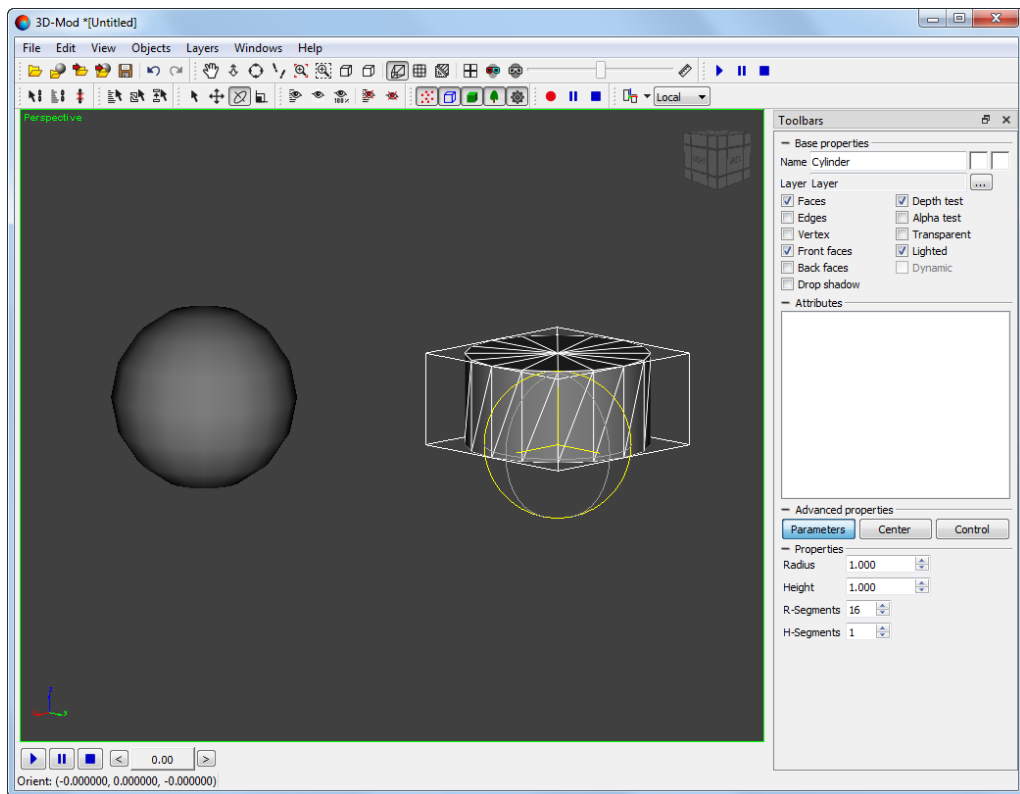 3D-Mod *[Untitled]
File Edit View Objects Layers Windows Help
100%
Local
Perspective
Toolbars
Base properties
Name Cylinder
Layer Layer
...
Faces Depth test
Edges Alpha test
Vertex Transparent
Front faces Lighted
Back faces Dynamic
Drop shadow
Attributes
Advanced properties
Parameters Center Control
Properties
Radius 1.000
Height 1.000
R-Segments 16
H-Segments 1
z
y
< 0.00 >
Orient: (-0.000000, 0.000000, -0.000000)